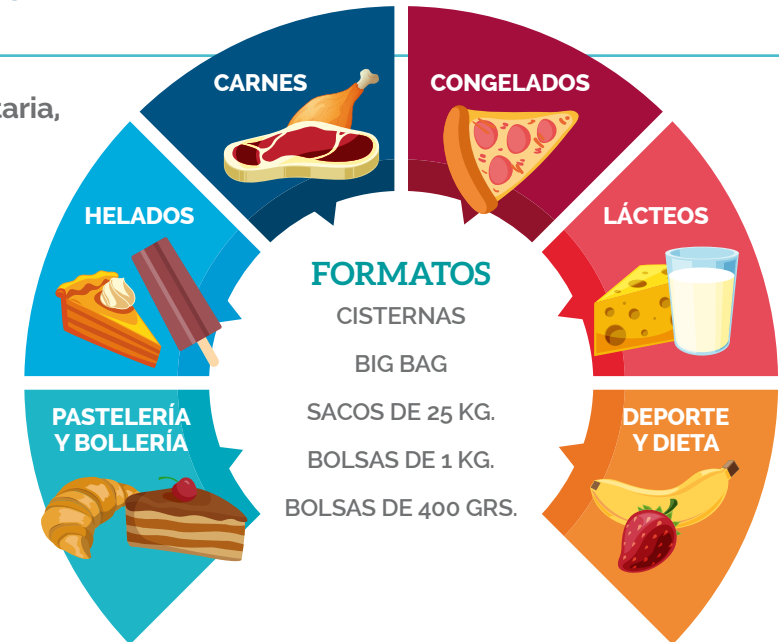 taria,
CARNES
CONGELADOS
HELADOS
LÁCTEOS
PASTELERÍA
Y BOLLERÍA
DEPORTE
Y DIETA
FORMATOS
CISTERNAS
BIG BAG
SACOS DE 25 KG.
BOLSAS DE 1 KG.
BOLSAS DE 400 GRS.